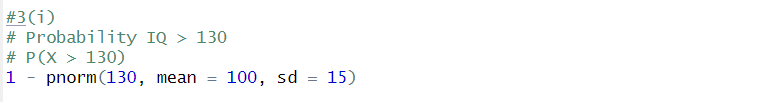 #3(i)
# Probability IQ > 130
# P(X > 130)
1 - pnorm(130, mean = 100, sd = 15)